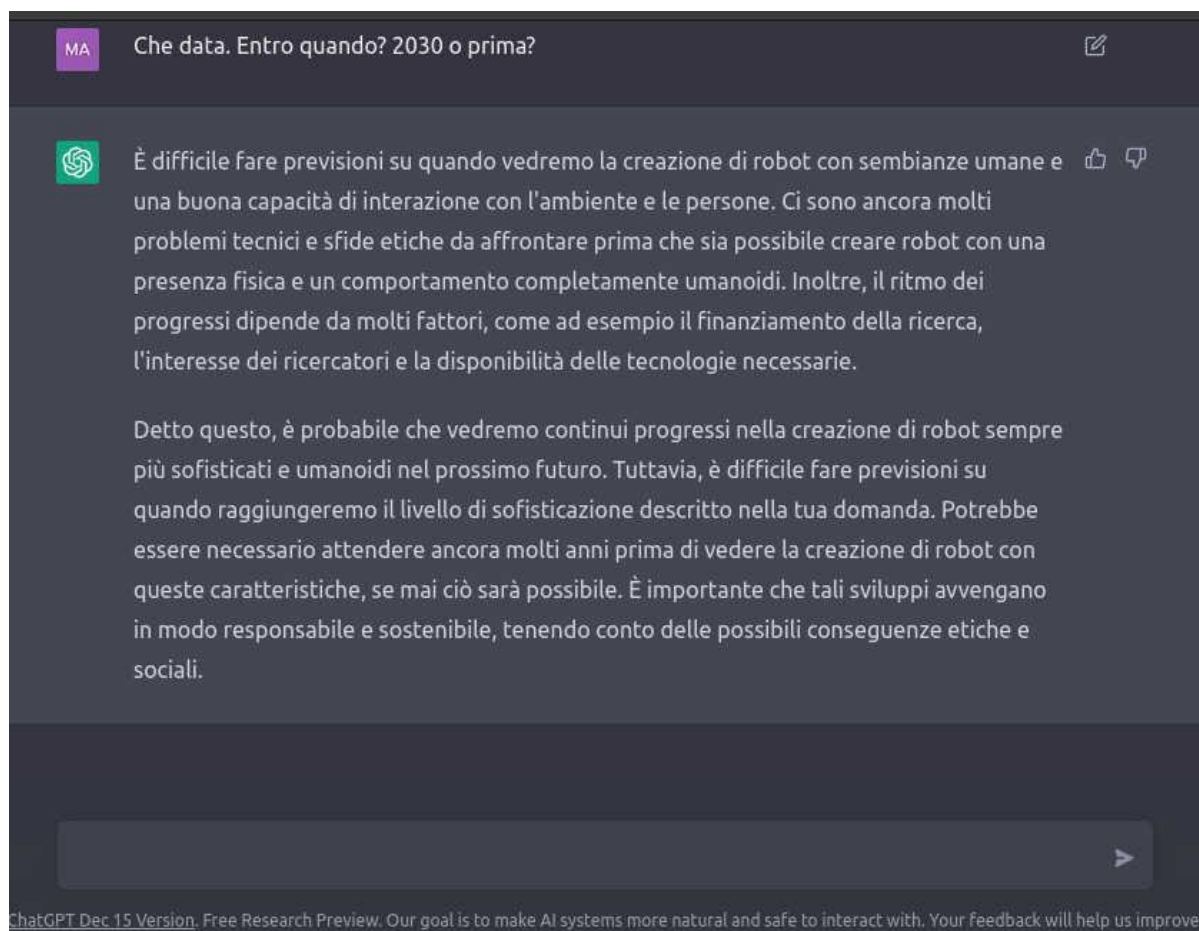 MA
Che data. Entro quando? 2030 o prima?
È difficile fare previsioni su quando vedremo la creazione di robot con sembianze umane e
una buona capacità di interazione con l'ambiente e le persone. Ci sono ancora molti
problemi tecnici e sfide etiche da affrontare prima che sia possibile creare robot con una
presenza fisica e un comportamento completamente umanoidi. Inoltre, il ritmo dei
progressi dipende da molti fattori, come ad esempio il finanziamento della ricerca,
l'interesse dei ricercatori e la disponibilità delle tecnologie necessarie.
Detto questo, è probabile che vedremo continui progressi nella creazione di robot sempre
più sofisticati e umanoidi nel prossimo futuro. Tuttavia, è difficile fare previsioni su
quando raggiungeremo il livello di sofisticazione descritto nella tua domanda. Potrebbe
essere necessario attendere ancora molti anni prima di vedere la creazione di robot con
queste caratteristiche, se mai ciò sarà possibile. È importante che tali sviluppi avvengano
in modo responsabile e sostenibile, tenendo conto delle possibili conseguenze etiche e
sociali.
ChatGPT Dec 15 Version. Free Research Preview. Our goal is to make AI systems more natural and safe to interact with. Your feedback will help us improve